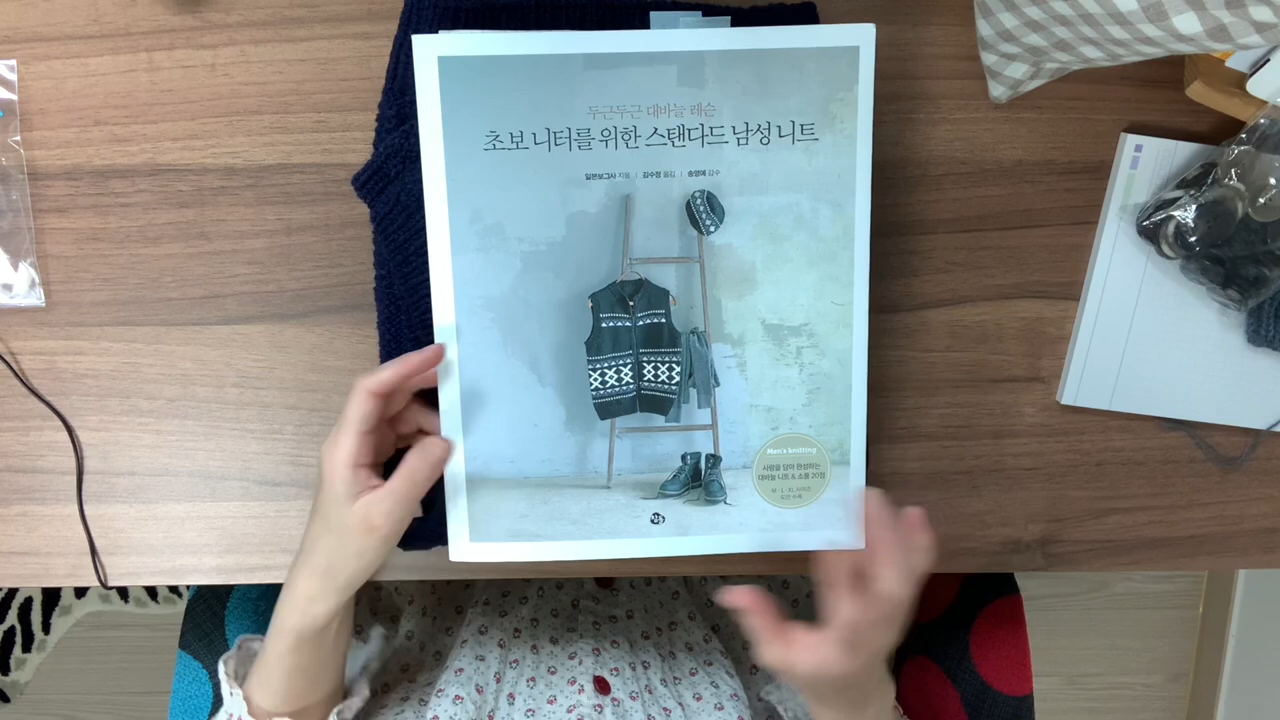 두근두근 대바늘 레슨
초보 니터를 위한 스탠다드 남성 니트
일본보그사 지음 | 김수정 옮김 | 송영예 감수
Men's knitting
사랑을 담아 완성하는
대바늘 니트 & 소품 20점
M · L · XL 사이즈
도안 수록